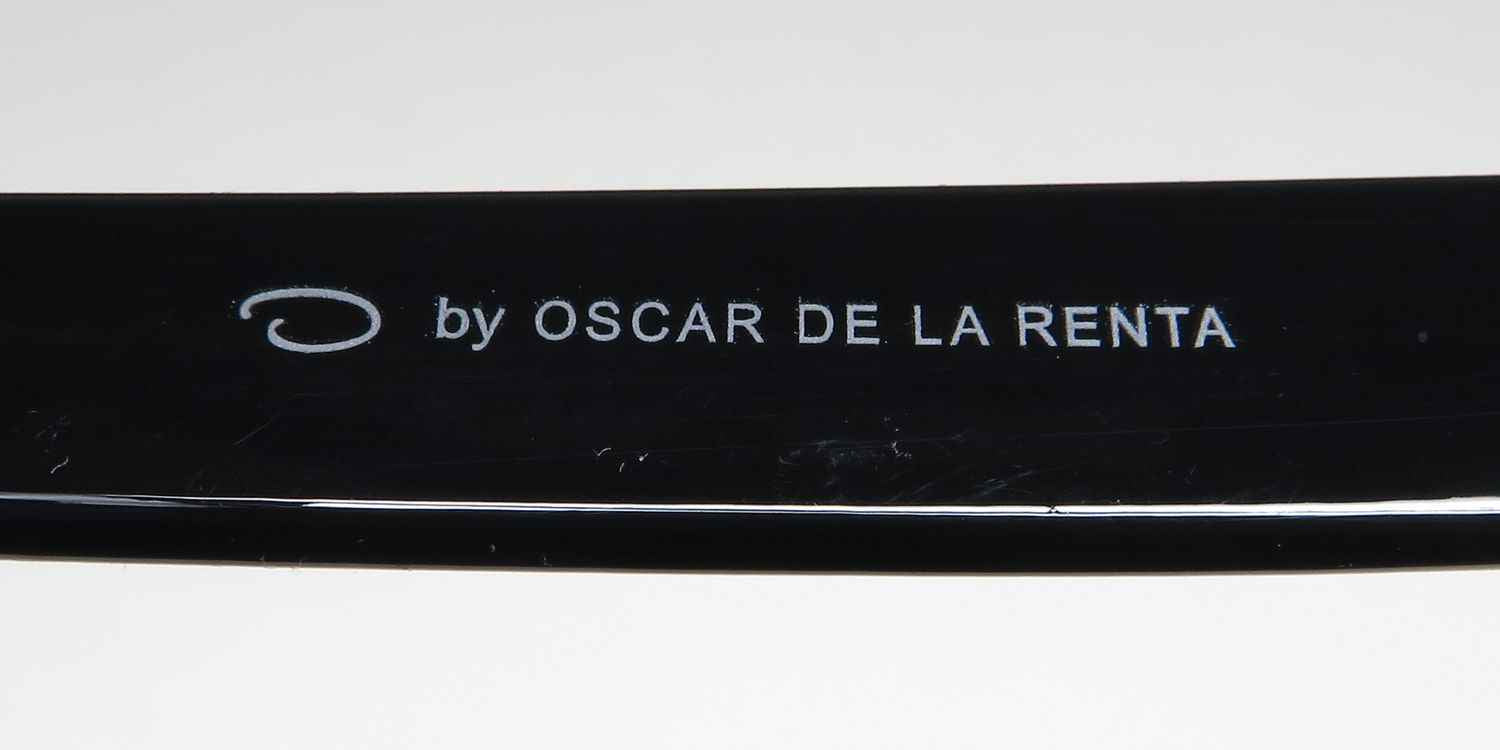 O by OSCAR DE LA RENTA